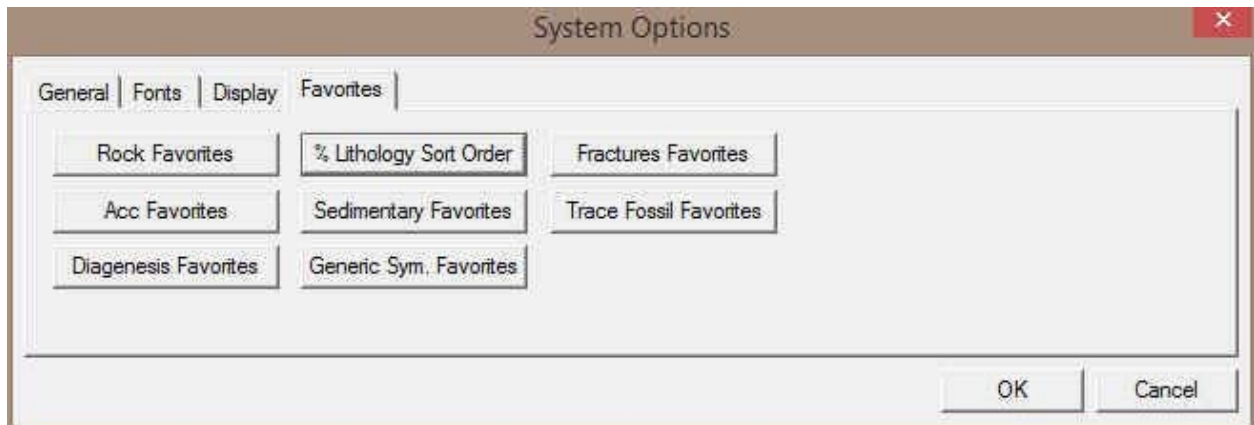 System Options
General Fonts Display Favorites
Rock Favorites % Lithology Sort Order Fractures Favorites
Acc Favorites Sedimentary Favorites Trace Fossil Favorites
Diagenesis Favorites Generic Sym. Favorites
OK Cancel